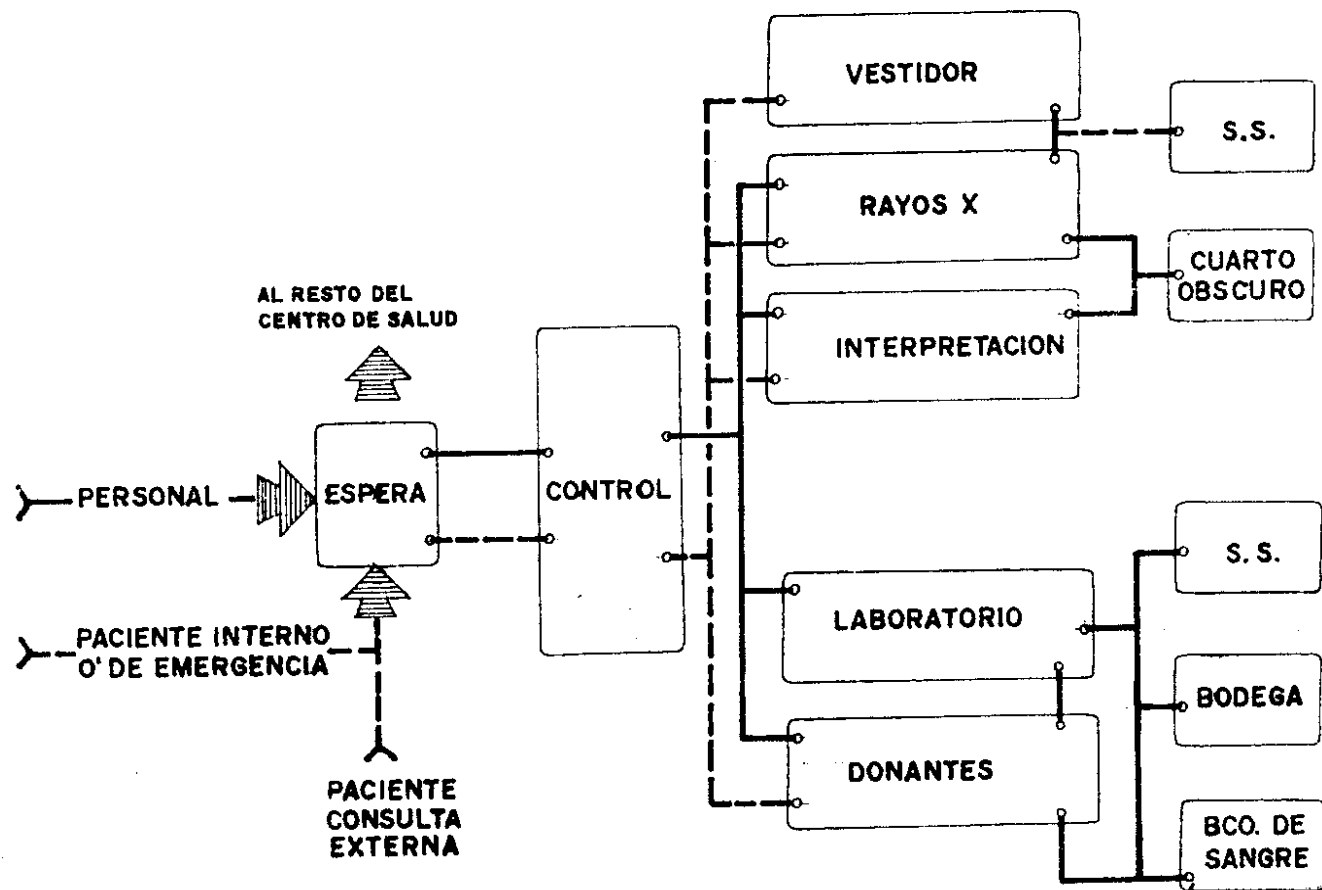 VESTIDOR
S.S.
RAYOS X
CUARTO
OBSCURO
AL RESTO DEL
CENTRO DE SALUD
INTERPRETACION
PERSONAL
ESPERA
CONTROL
S. S.
LABORATORIO
PACIENTE INTERNO
O' DE EMERGENCIA
BODEGA
DONANTES
PACIENTE
CONSULTA
EXTERNA
BCO. DE
SANGRE